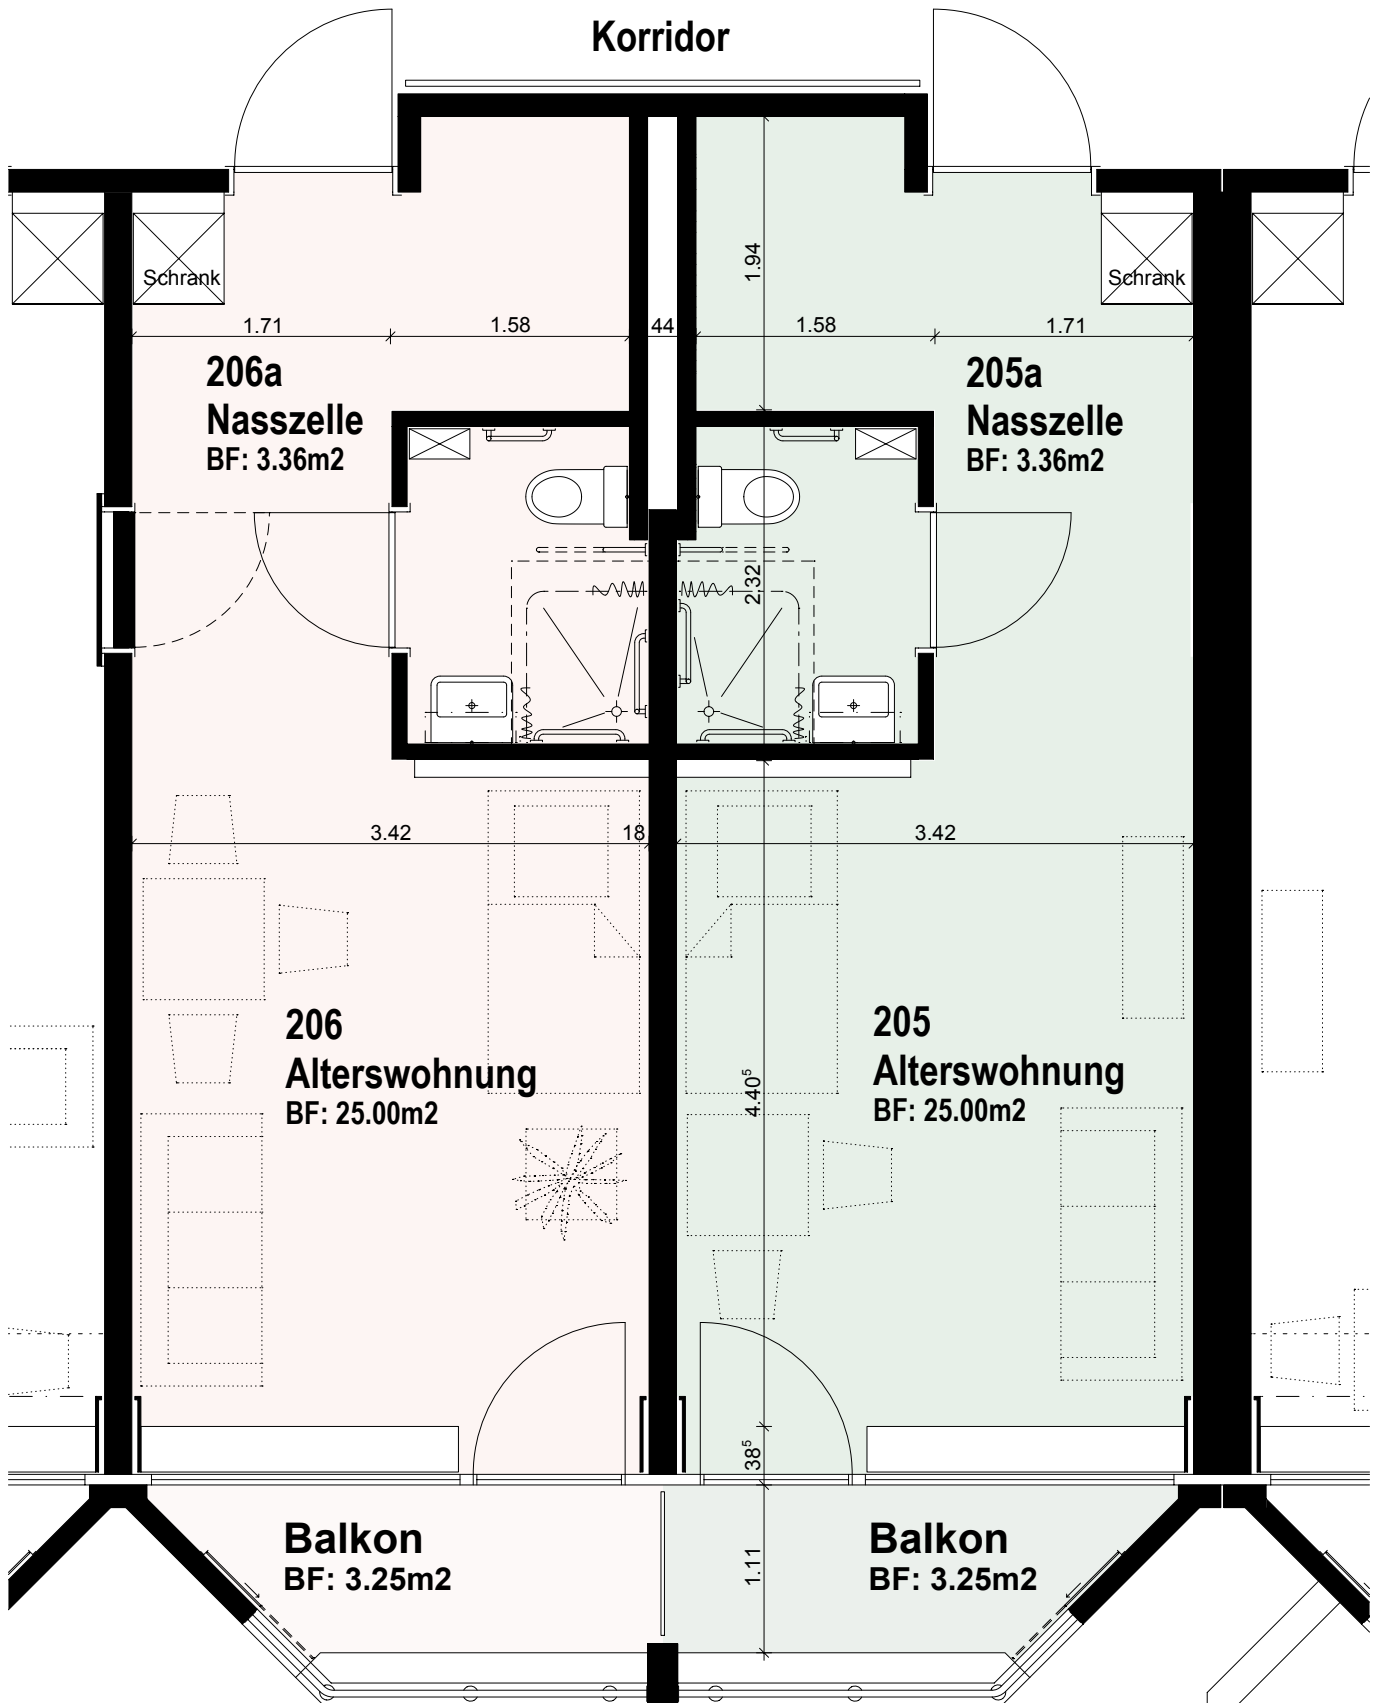 Korridor
1.94
Schrank
Schrank
1.71
1.58
44
1.58
1.71
206a
Nasszelle
BF: 3.36m2
205a
Nasszelle
BF: 3.36m2
2.32
3.42
18
3.42
206
Alterswohnung
BF: 25.00m2
4.40⁵
205
Alterswohnung
BF: 25.00m2
38⁵
Balkon
BF: 3.25m2
1.11
Balkon
BF: 3.25m2